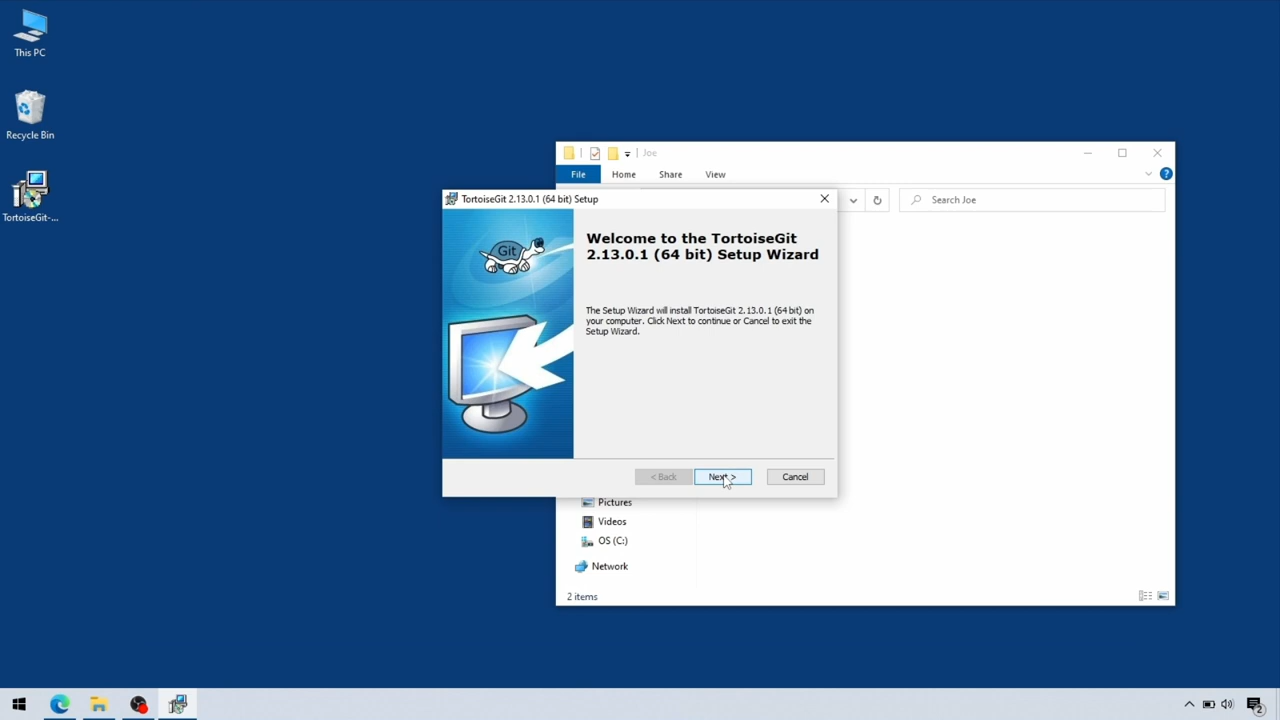 This PC
Recycle Bin
TortoiseGit-...
Joe
File
Home
Share
View
Search Joe
TortoiseGit 2.13.0.1 (64 bit) Setup
Git
Welcome to the TortoiseGit
2.13.0.1 (64 bit) Setup Wizard
The Setup Wizard will install TortoiseGit 2.13.0.1 (64 bit) on
your computer. Click Next to continue or Cancel to exit the
Setup Wizard.
< Back
Next >
Cancel
Pictures
Videos
OS (C:)
Network
2 items
2